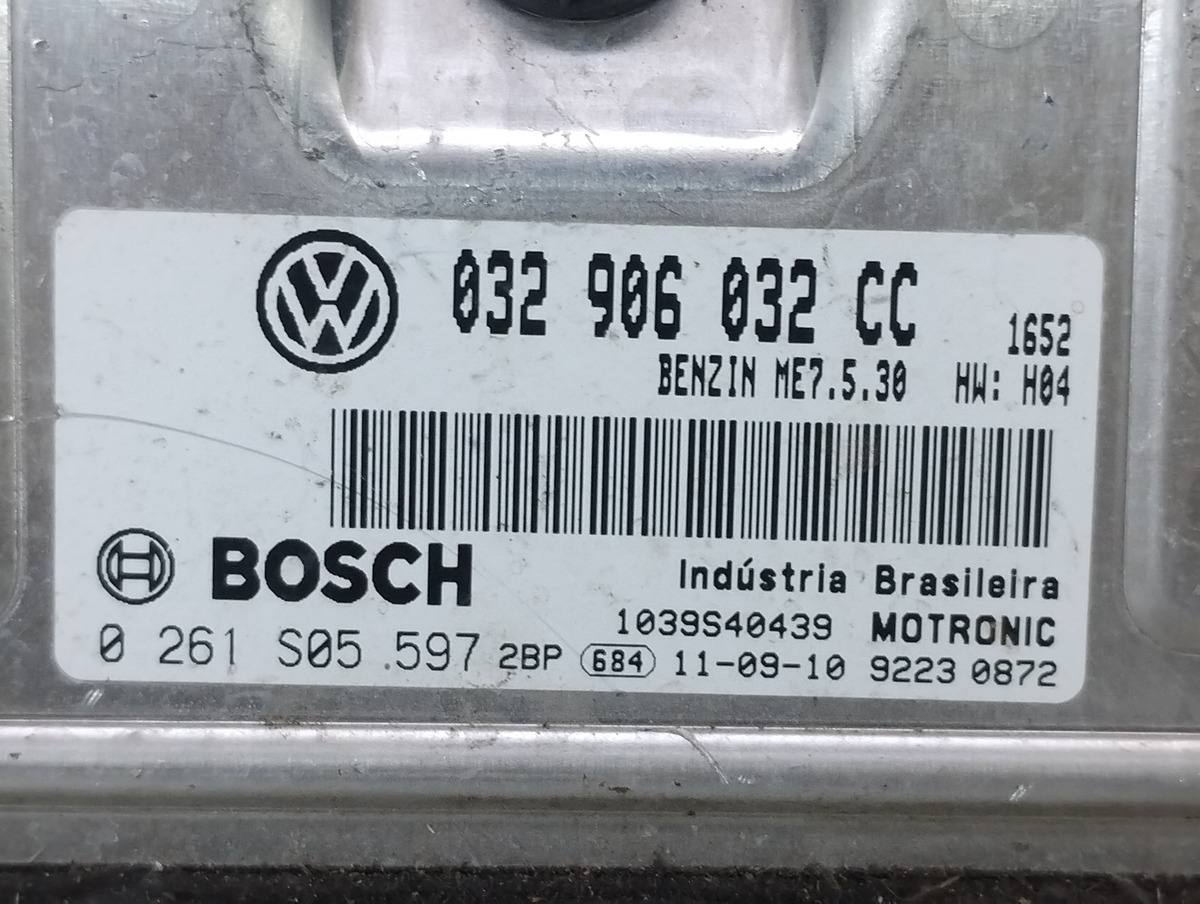 032 906 032 CC 1652
BENZIN ME7.5.30 HW: H04
BOSCH Indústria Brasileira
1039S40439 MOTRONIC
0 261 S05.597 2BP 684 11-09-10 9223 0872